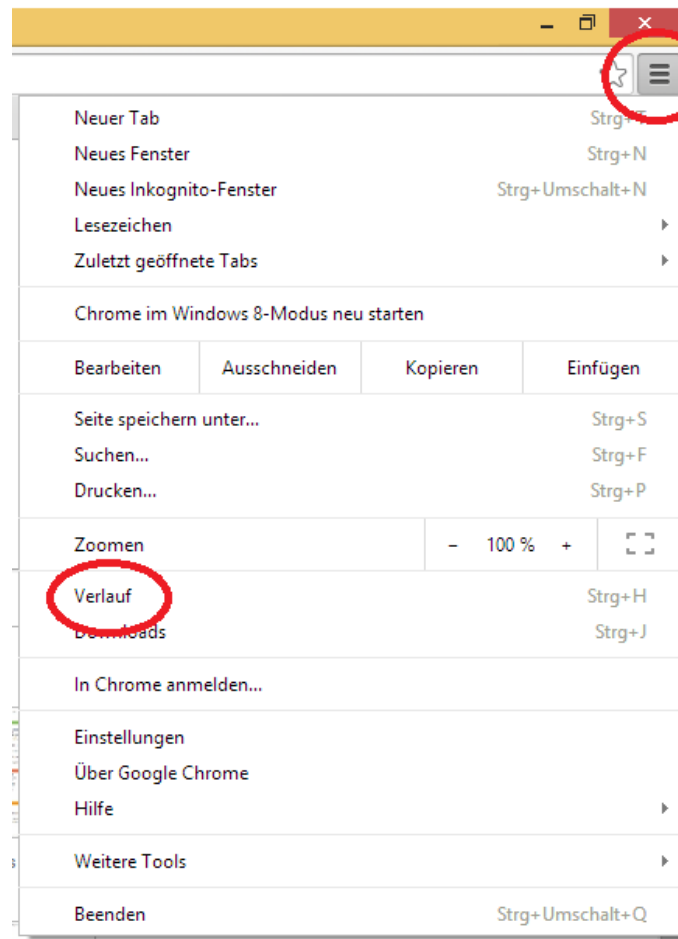 Neuer Tab Strg+T
Neues Fenster Strg+N
Neues Inkognito-Fenster Strg+Umschalt+N
Lesezeichen
Zuletzt geöffnete Tabs
Chrome im Windows 8-Modus neu starten
Bearbeiten Ausschneiden Kopieren Einfügen
Seite speichern unter... Strg+S
Suchen... Strg+F
Drucken... Strg+P
Zoomen - 100 % +
Verlauf Strg+H
Downloads Strg+J
In Chrome anmelden...
Einstellungen
Über Google Chrome
Hilfe
Weitere Tools
Beenden Strg+Umschalt+Q